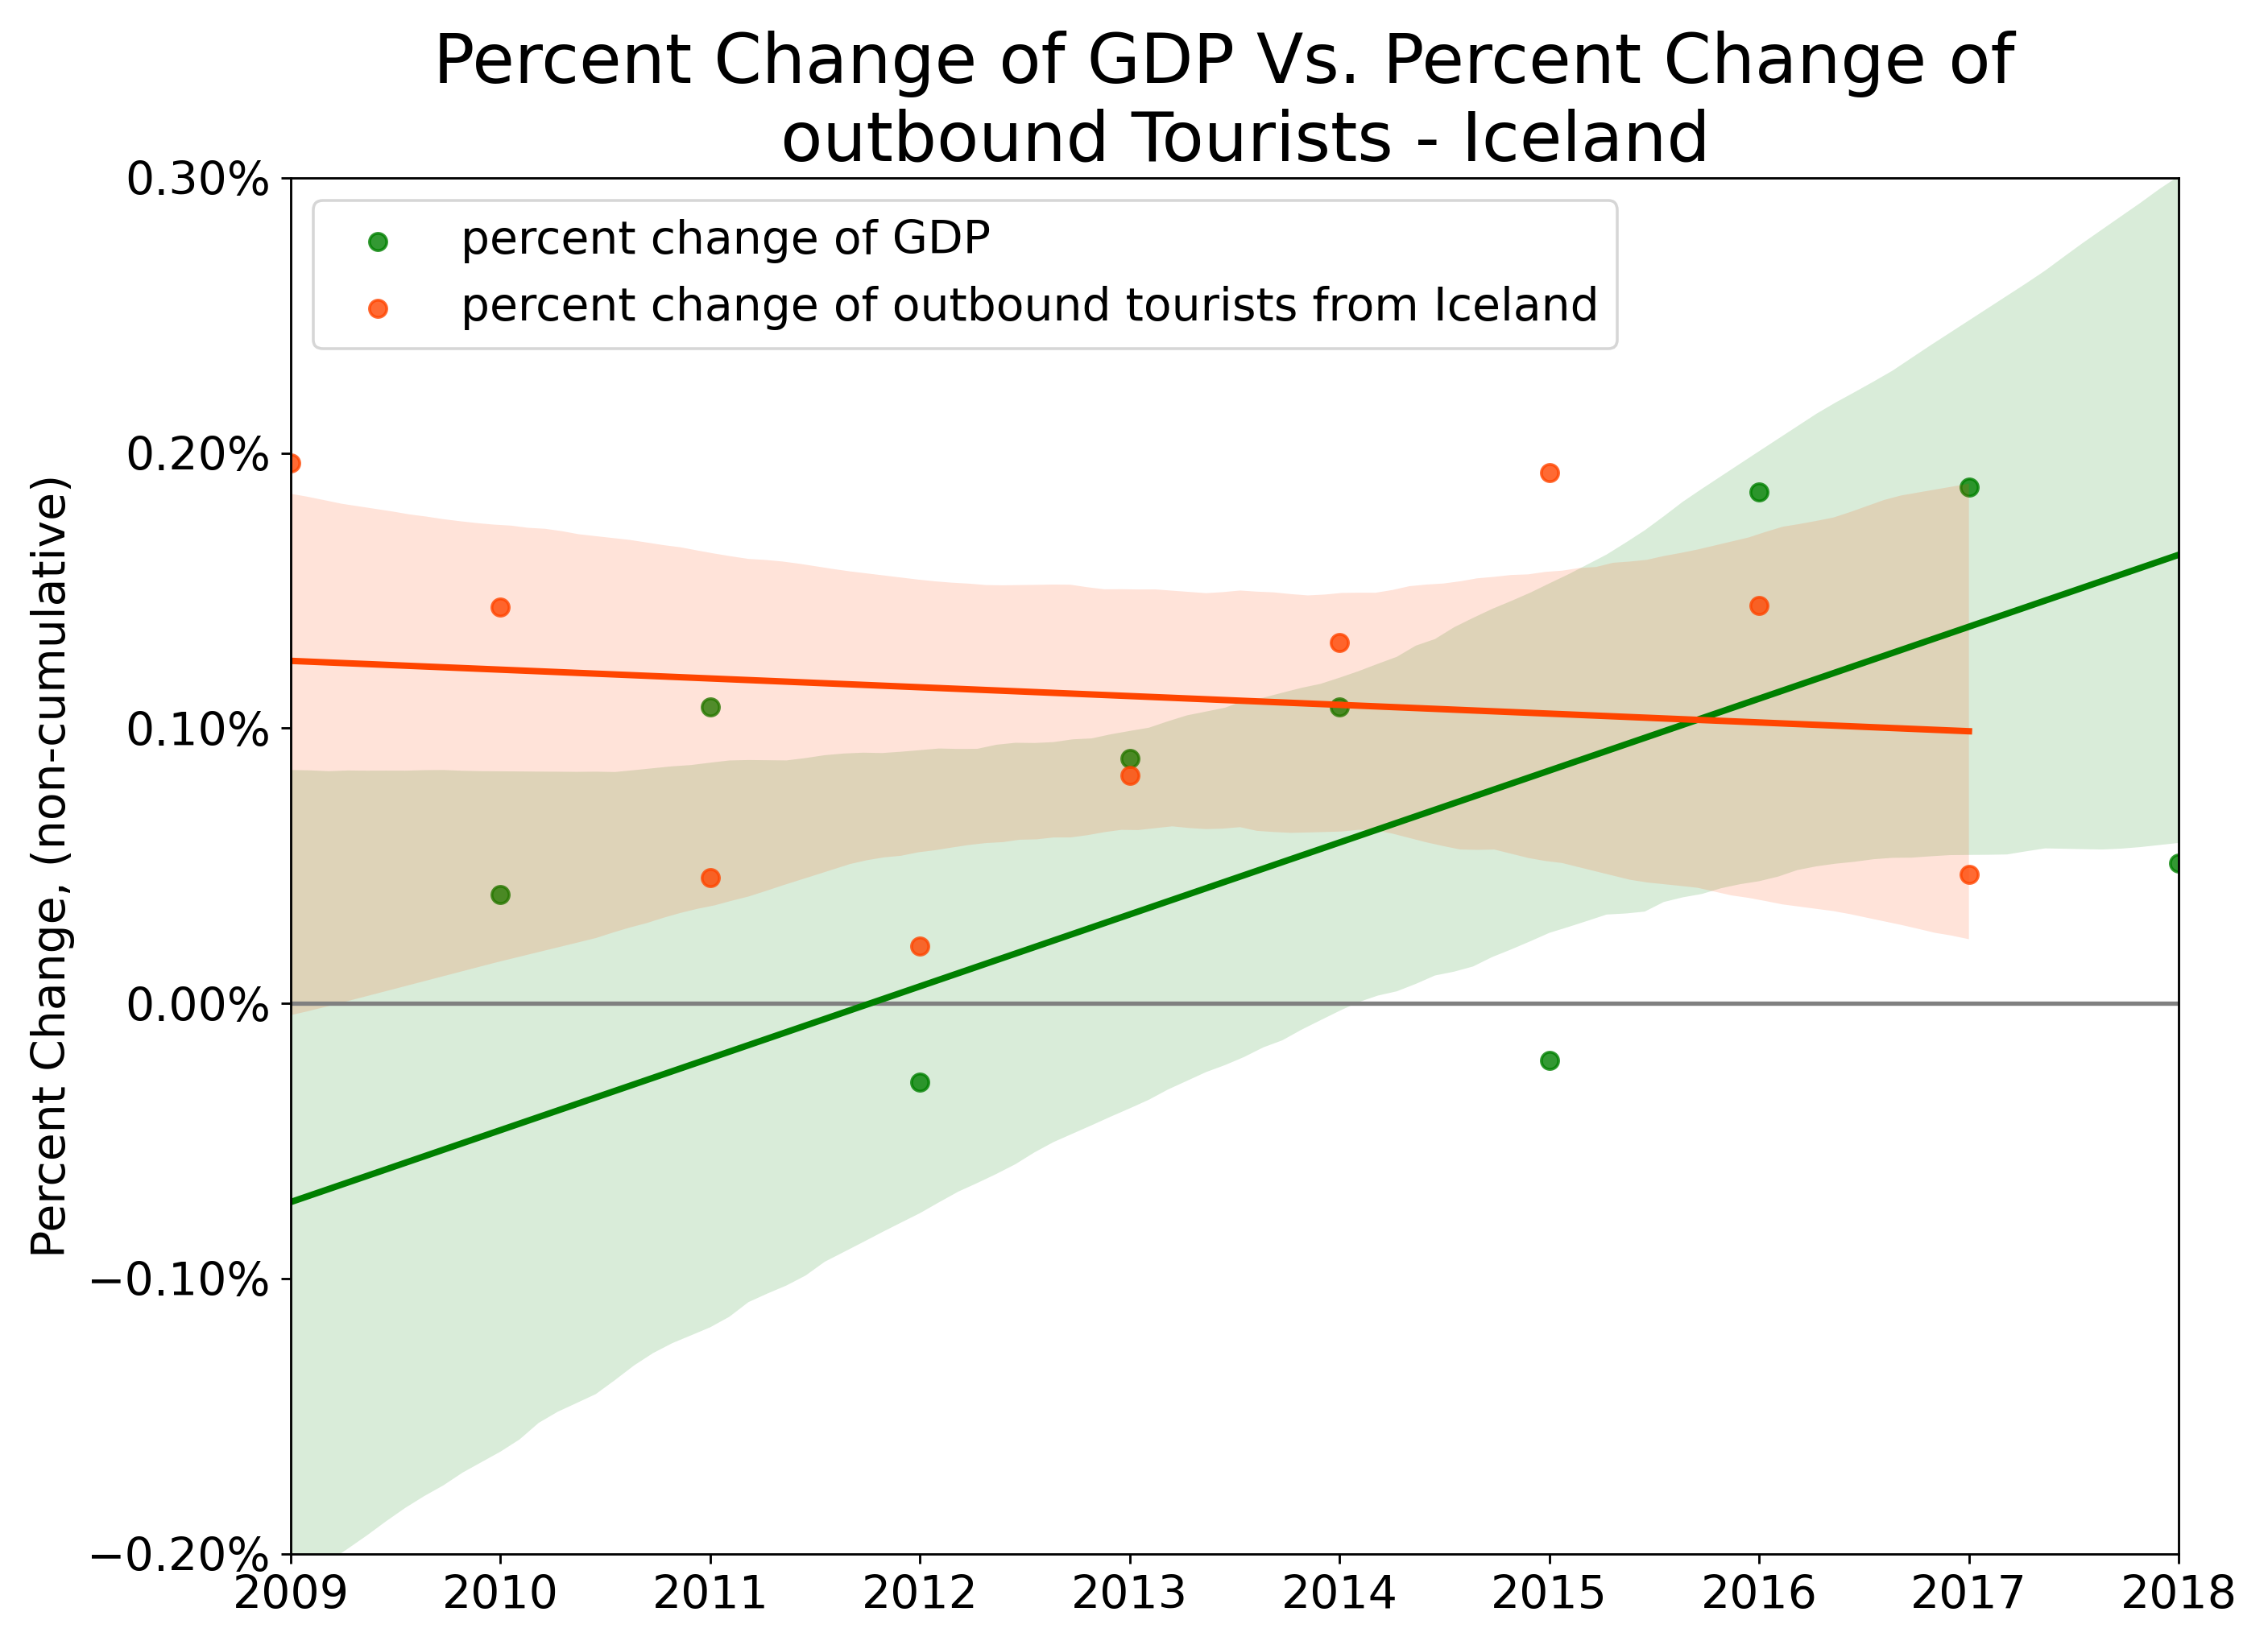 Percent Change of GDP Vs. Percent Change of
outbound Tourists - Iceland
percent change of GDP
percent change of outbound tourists from Iceland
Percent Change, (non-cumulative)
0.30%
0.20%
0.10%
0.00%
−0.10%
−0.20%
2009 2010 2011 2012 2013 2014 2015 2016 2017 2018